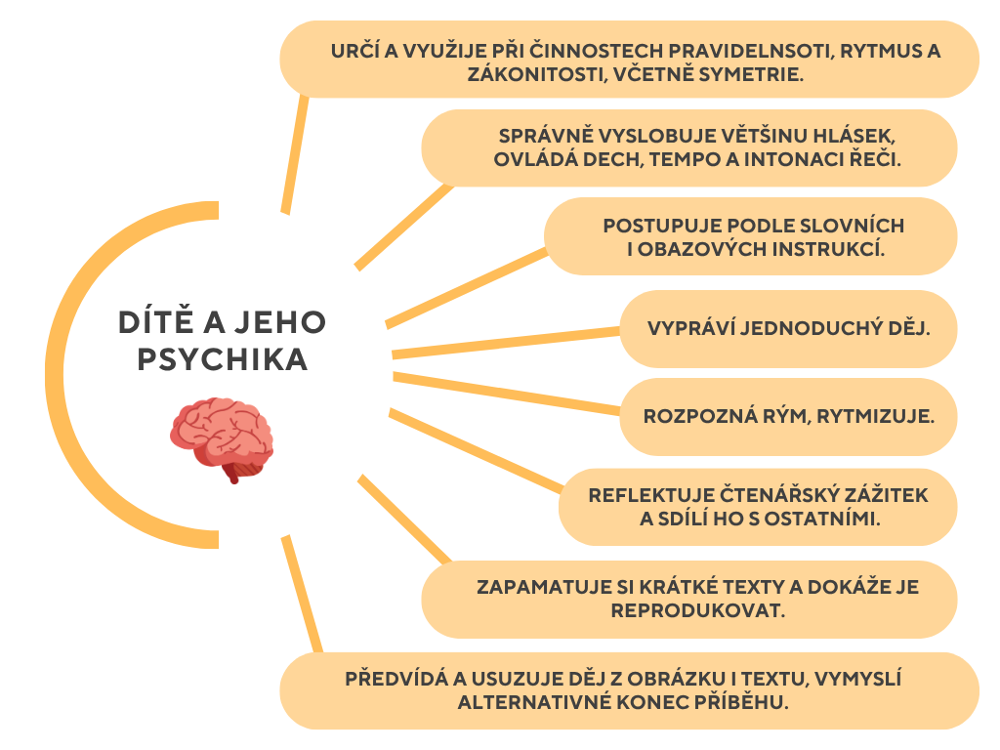 URČÍ A VYUŽIJE PŘI ČINNOSTECH PRAVIDELNSOTI, RYTMUS A
ZÁKONITOSTI, VČETNĚ SYMETRIE.
SPRÁVNĚ VYSLOBUJE VĚTŠINU HLÁSEK,
OVLÁDÁ DECH, TEMPO A INTONACI ŘEČI.
POSTUPUJE PODLE SLOVNÍCH
I OBAZOVÝCH INSTRUKCÍ.
DÍTĚ A JEHO
PSYCHIKA
VYPRÁVÍ JEDNODUCHÝ DĚJ.
ROZPOZNÁ RÝM, RYTMIZUJE.
REFLEKTUJE ČTENÁŘSKÝ ZÁŽITEK
A SDÍLÍ HO S OSTATNÍMI.
ZAPAMATUJE SI KRÁTKÉ TEXTY A DOKÁŽE JE
REPRODUKOVAT.
PŘEDVÍDÁ A USUZUJE DĚJ Z OBRÁZKU I TEXTU, VYMYSLÍ
ALTERNATIVNÉ KONEC PŘÍBĚHU.